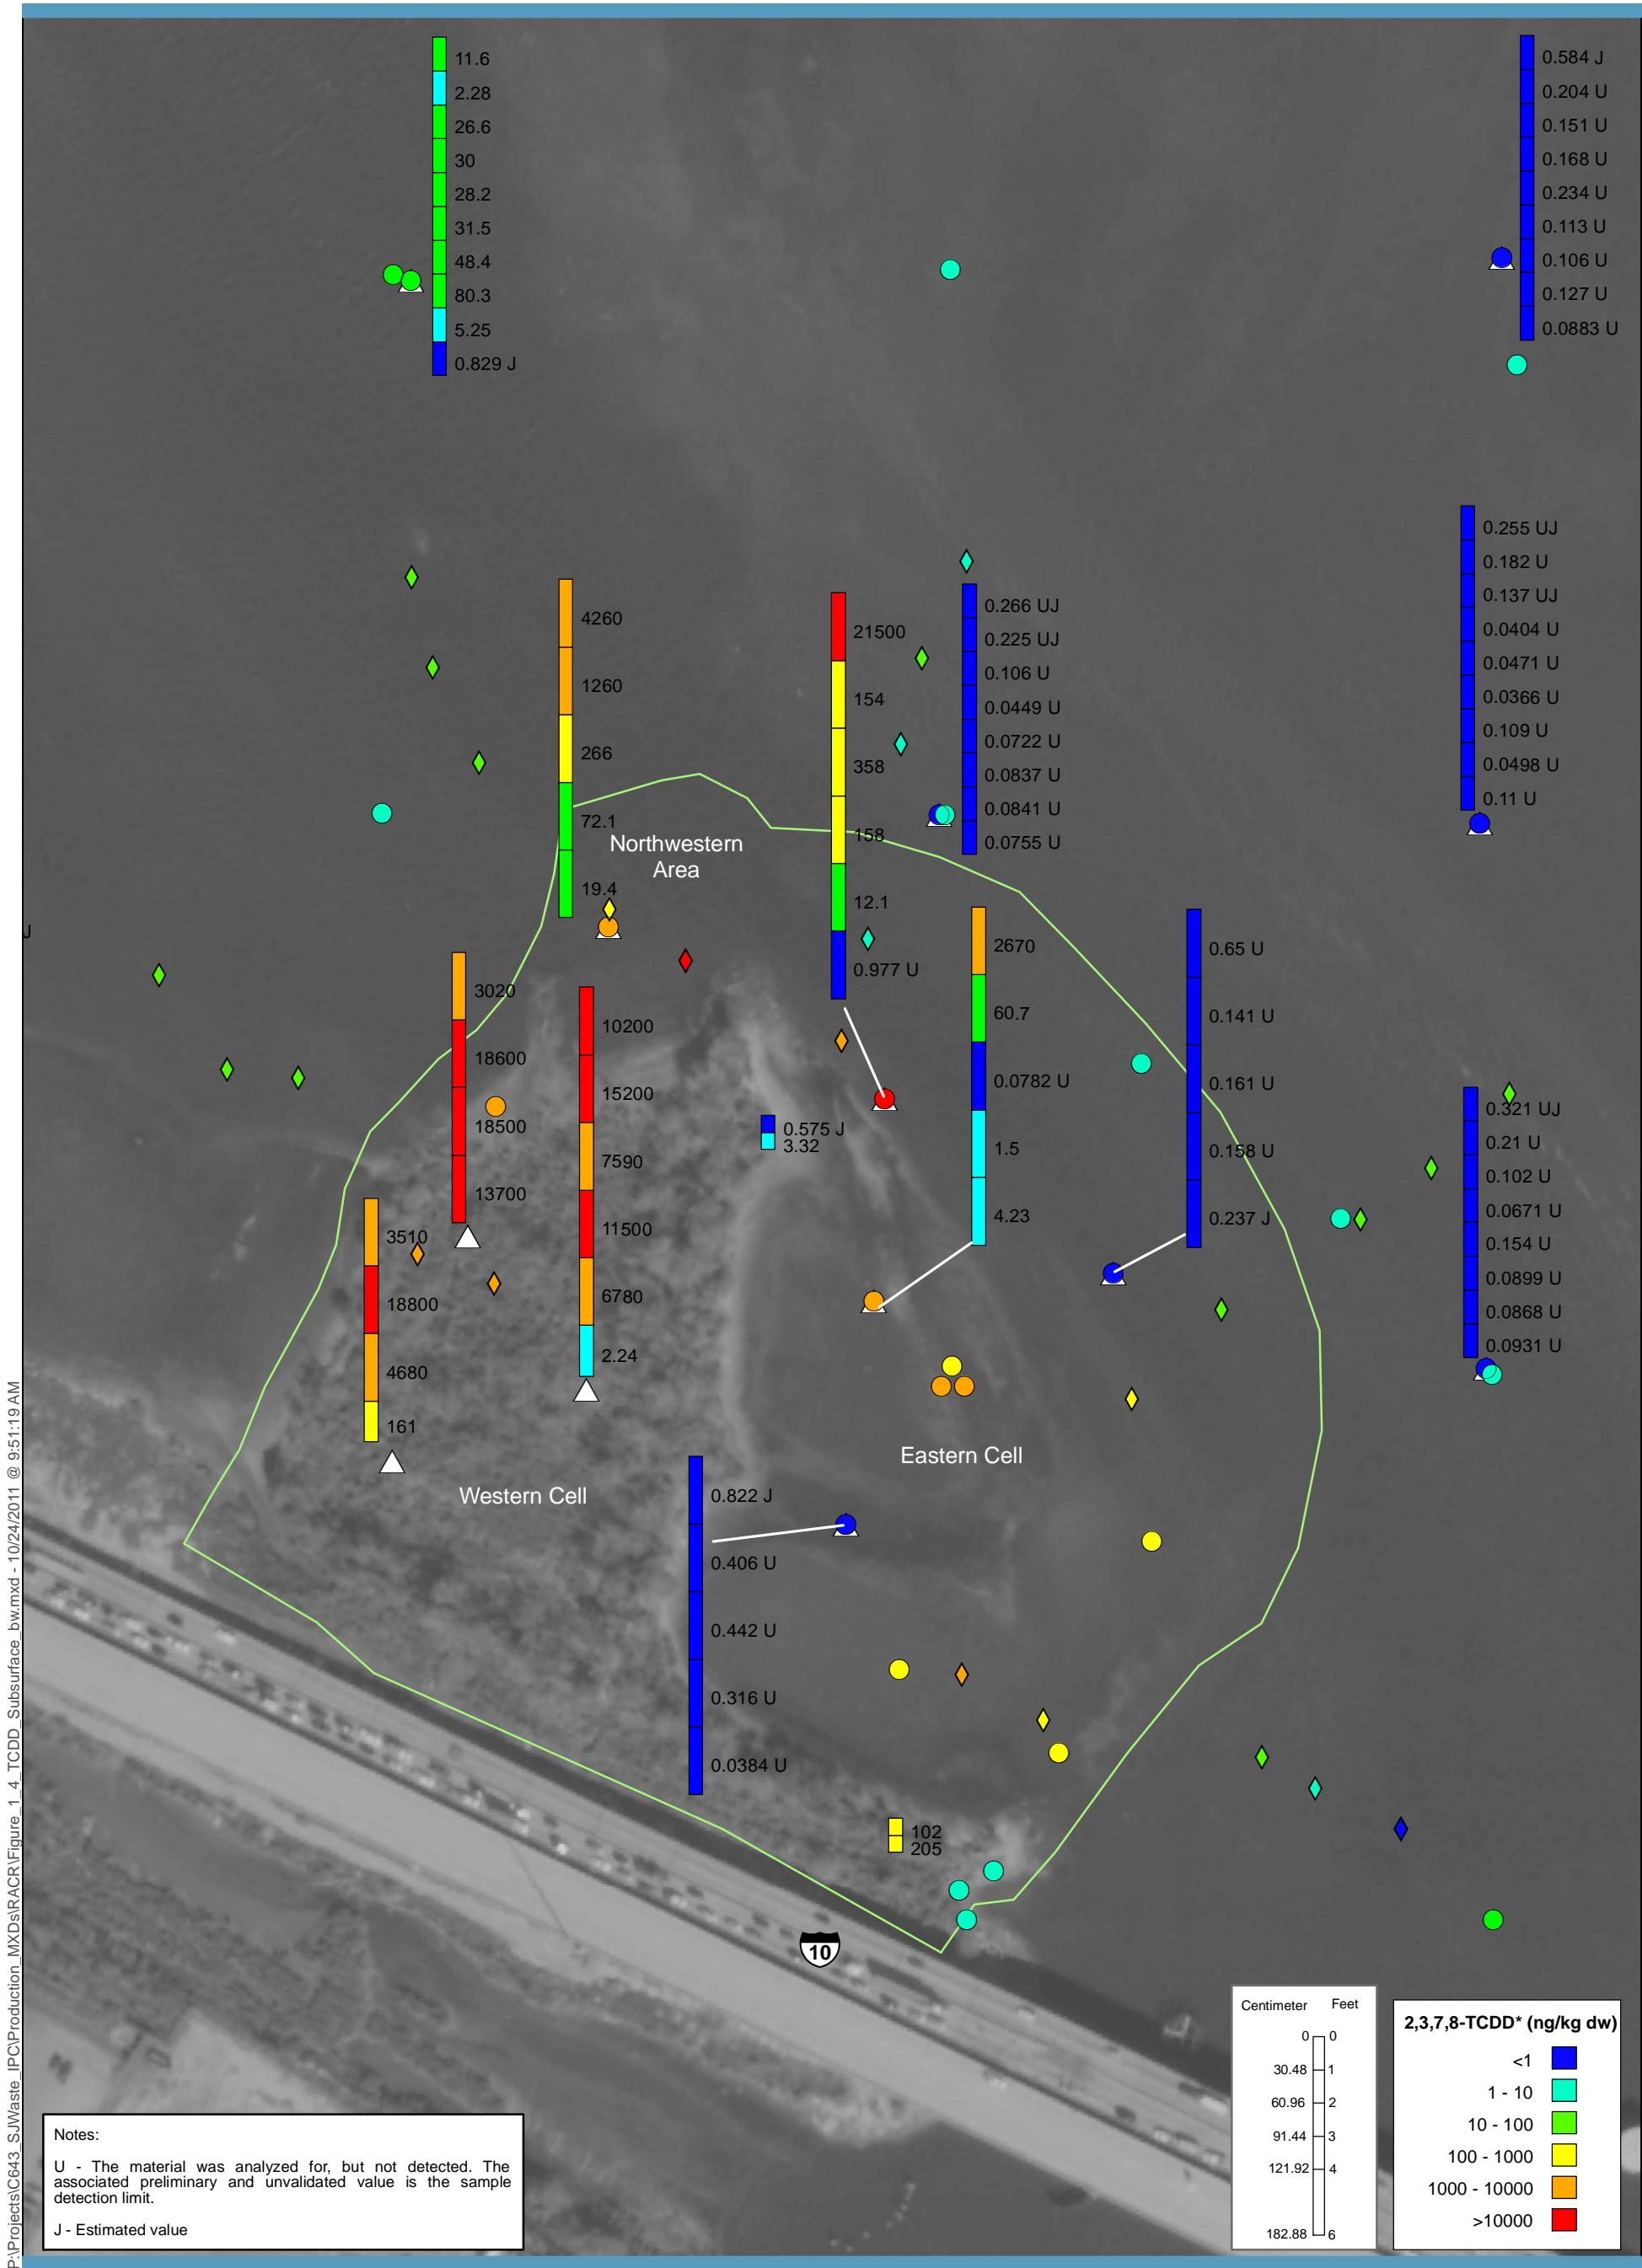 11.6
2.28
26.6
30
28.2
31.5
48.4
80.3
5.25
0.829 J
0.584 J
0.204 U
0.151 U
0.168 U
0.234 U
0.113 U
0.106 U
0.127 U
0.0883 U
0.255 UJ
0.182 U
0.137 UJ
0.0404 U
0.0471 U
0.0366 U
0.109 U
0.0498 U
0.11 U
4260
1260
266
72.1
19.4
21500
154
358
158
12.1
0.977 U
0.266 UJ
0.225 UJ
0.106 U
0.0449 U
0.0722 U
0.0837 U
0.0841 U
0.0755 U
Northwestern
Area
J
3020
18600
18500
13700
10200
15200
7590
11500
6780
2.24
0.575 J
3.32
2670
60.7
0.0782 U
1.5
4.23
0.65 U
0.141 U
0.161 U
0.158 U
0.237 J
0.321 UJ
0.21 U
0.102 U
0.0671 U
0.154 U
0.0899 U
0.0868 U
0.0931 U
3510
18800
4680
161
Western Cell
Eastern Cell
0.822 J
0.406 U
0.442 U
0.316 U
0.0384 U
102
205
10
P:\Projects\C643_SJWaste_IPC\Production_MXDs\RACR\Figure_1_4_TCDD_Subsurface_bw.mxd - 10/24/2011 @ 9:51:19 AM
Notes:
U - The material was analyzed for, but not detected. The
associated preliminary and unvalidated value is the sample
detection limit.
J - Estimated value
Centimeter Feet
0 0
30.48 1
60.96 2
91.44 3
121.92 4
182.88 6
2,3,7,8-TCDD* (ng/kg dw)
<1
1 - 10
10 - 100
100 - 1000
1000 - 10000
>10000